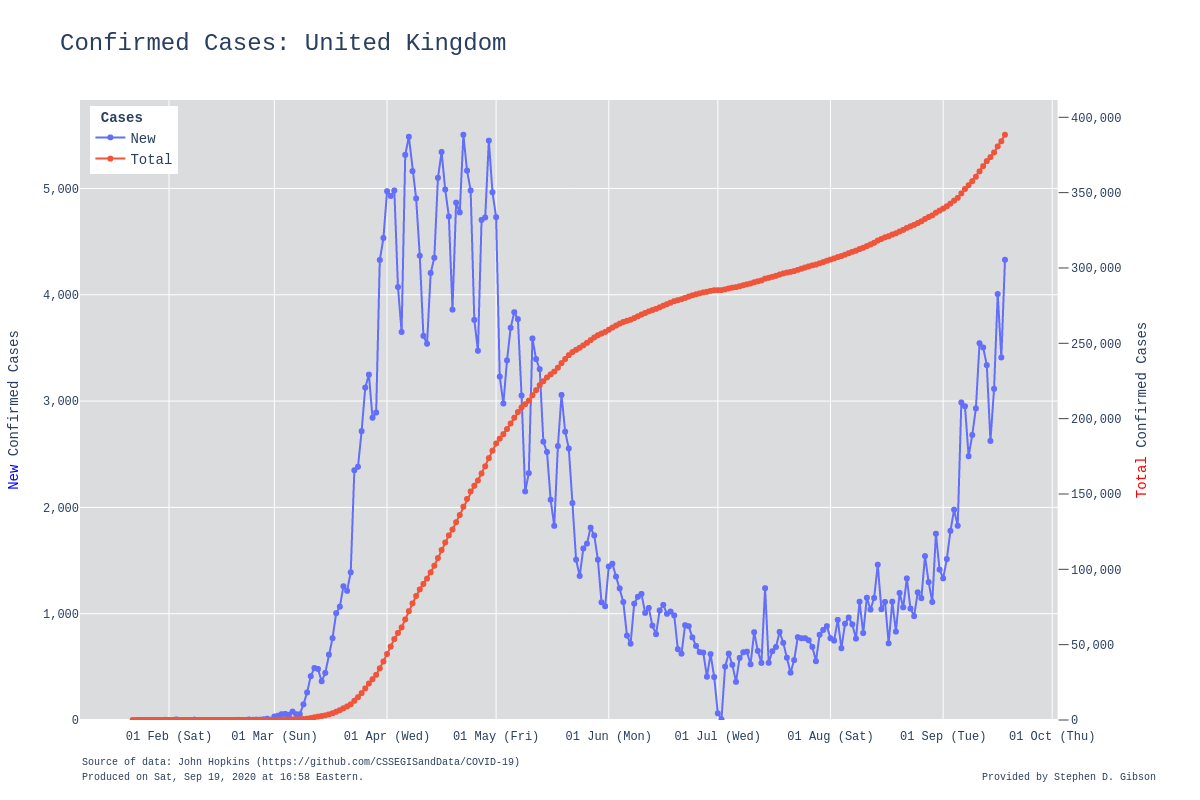 Confirmed Cases: United Kingdom
Cases
New
Total
5,000
4,000
3,000
2,000
1,000
0
400,000
350,000
300,000
250,000
200,000
150,000
100,000
50,000
0
New Confirmed Cases
Total Confirmed Cases
01 Feb (Sat) 01 Mar (Sun) 01 Apr (Wed) 01 May (Fri) 01 Jun (Mon) 01 Jul (Wed) 01 Aug (Sat) 01 Sep (Tue) 01 Oct (Thu)
Source of data: John Hopkins (https://github.com/CSSEGISandData/COVID-19)
Produced on Sat, Sep 19, 2020 at 16:58 Eastern.
Provided by Stephen D. Gibson